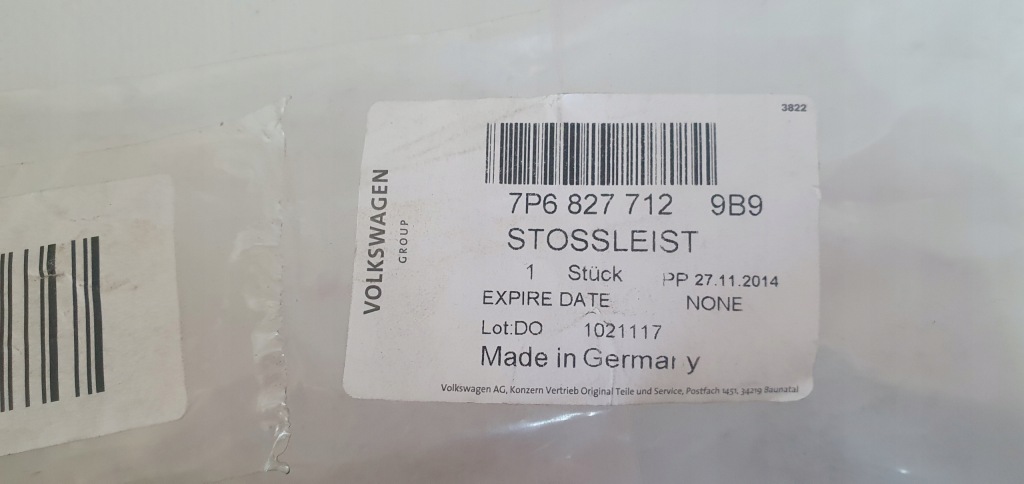 3822
VOLKSWAGEN
GROUP
7P6 827 712 9B9
STOSSLEIST
1 Stück PP 27.11.2014
EXPIRE DATE NONE
Lot:DO 1021117
Made in Germany
Volkswagen AG, Konzern Vertrieb Original Teile und Service, Postfach 1451, 34219 Baunatal